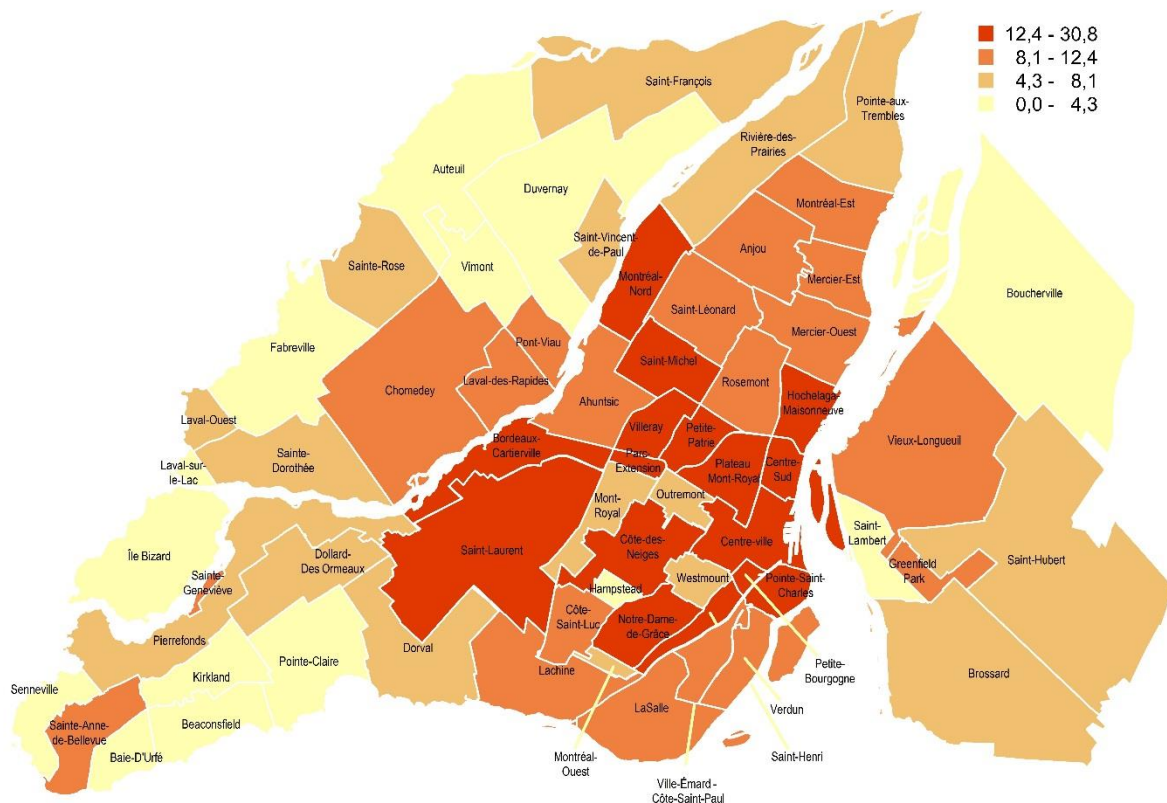 12,4 - 30,8
8,1 - 12,4
4,3 - 8,1
0,0 - 4,3
Saint-François
Pointe-aux-
Trembles
Rivière-des-
Prairies
Auteuil
Duvernay
Montréal-Est
Saint-Vincent-
de-Paul
Anjou
Sainte-Rose
Vimont
Montréal-
Nord
Mercier-Est
Boucherville
Saint-Léonard
Mercier-Ouest
Fabreville
Pont-Viau
Saint-Michel
Laval-des-Rapides
Rosemont
Chomedey
Ahuntsic
Hochelaga-
Maisonneuve
Laval-Ouest
Villeray
Petite-
Patrie
Bordeaux-
Cartierville
Vieux-Longueuil
Sainte-
Dorothée
Parc-
Extension
Plateau
Mont-Royal
Centre-
Sud
Laval-sur-
le-Lac
Mont-
Royal
Outremont
Saint-
Lambert
Île Bizard
Dollard-
Des Ormeaux
Saint-Laurent
Côte-des-
Neiges
Centre-ville
Saint-Hubert
Greenfield
Park
Sainte-
Geneviève
Westmount
Pointe-Saint-
Charles
Hampstead
Côte-
Saint-Luc
Notre-Dame-
de-Grâce
Pierrefonds
Dorval
Pointe-Claire
Lachine
Petite-
Bourgogne
Brossard
Kirkland
Senneville
LaSalle
Verdun
Sainte-Anne-
de-Bellevue
Beaconsfield
Baie-D'Urfé
Montréal-
Ouest
Saint-Henri
Ville-Émard -
Côte-Saint-Paul